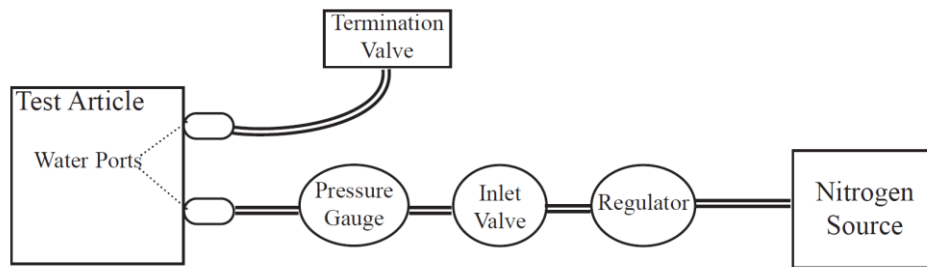 Termination
Valve
Test Article
Water Ports
Pressure
Gauge
Inlet
Valve
Regulator
Nitrogen
Source